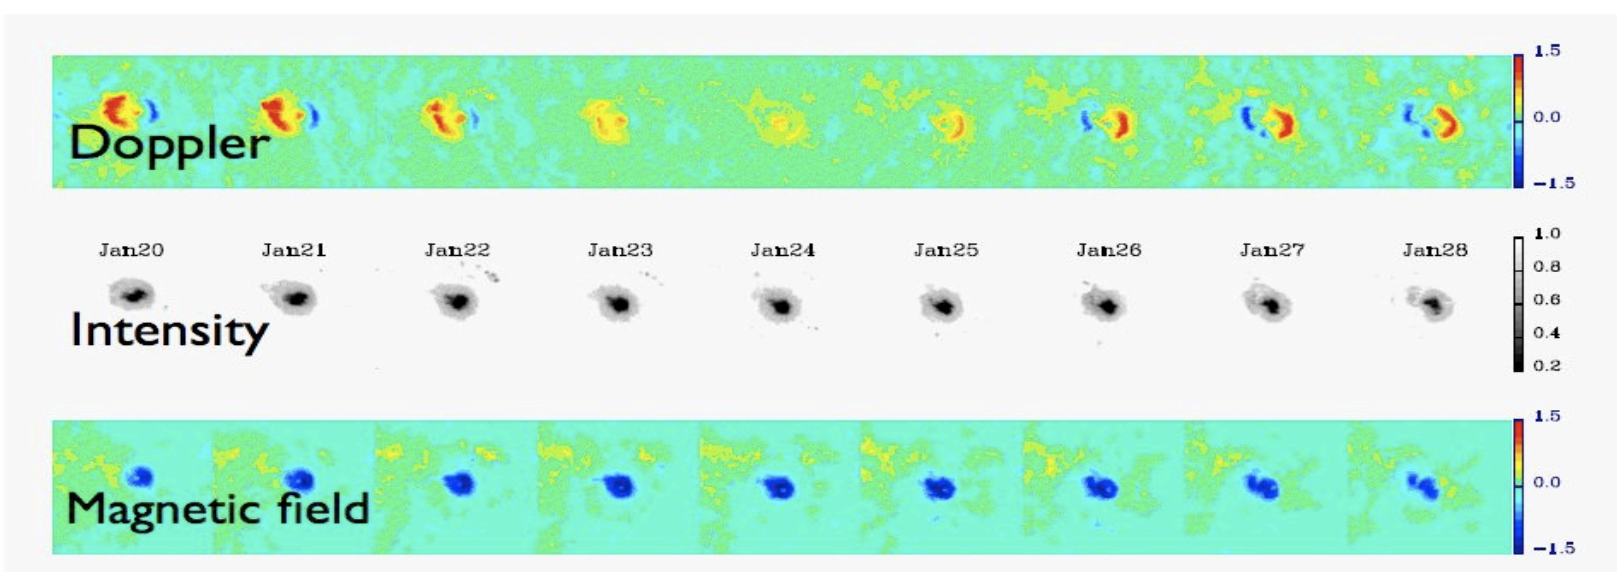 1.5
0.0
-1.5
Doppler
Jan20 Jan21 Jan22 Jan23 Jan24 Jan25 Jan26 Jan27 Jan28
1.0
0.8
0.6
0.4
0.2
Intensity
1.5
0.0
-1.5
Magnetic field